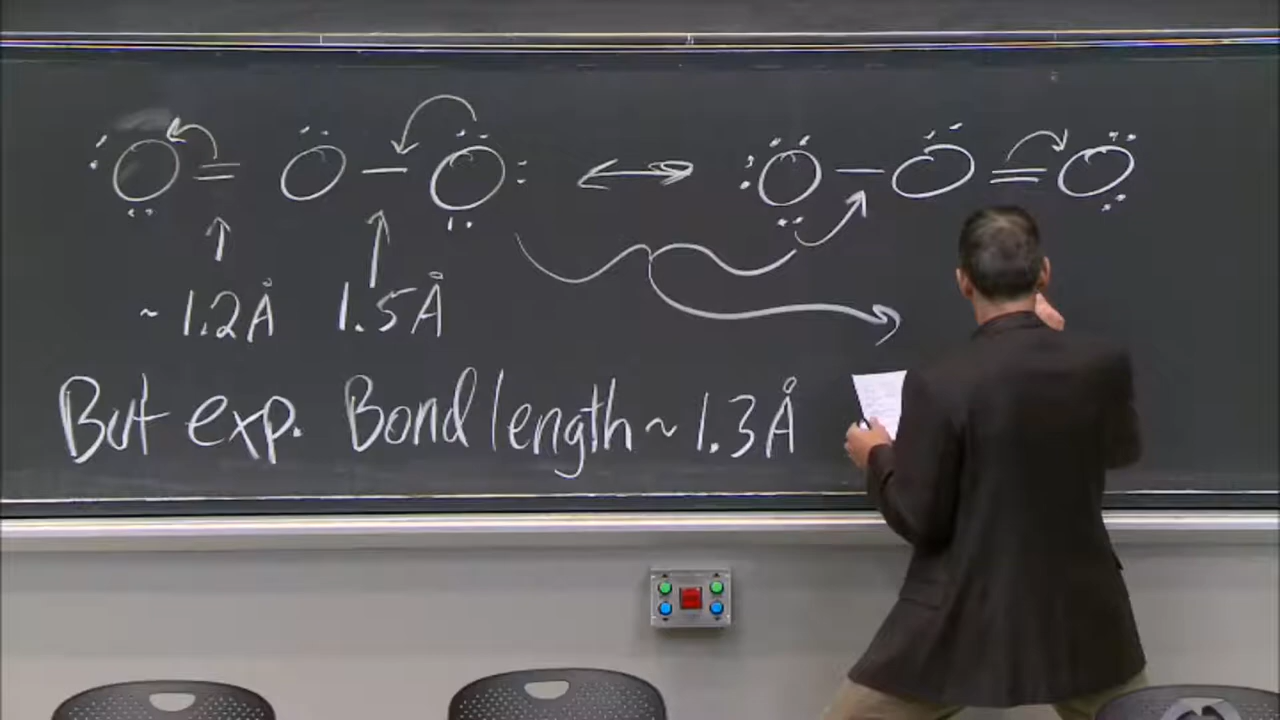 O = O - O ↔ O - O = O
~ 1.2Å 1.5Å
But exp. Bond length ~ 1.3Å